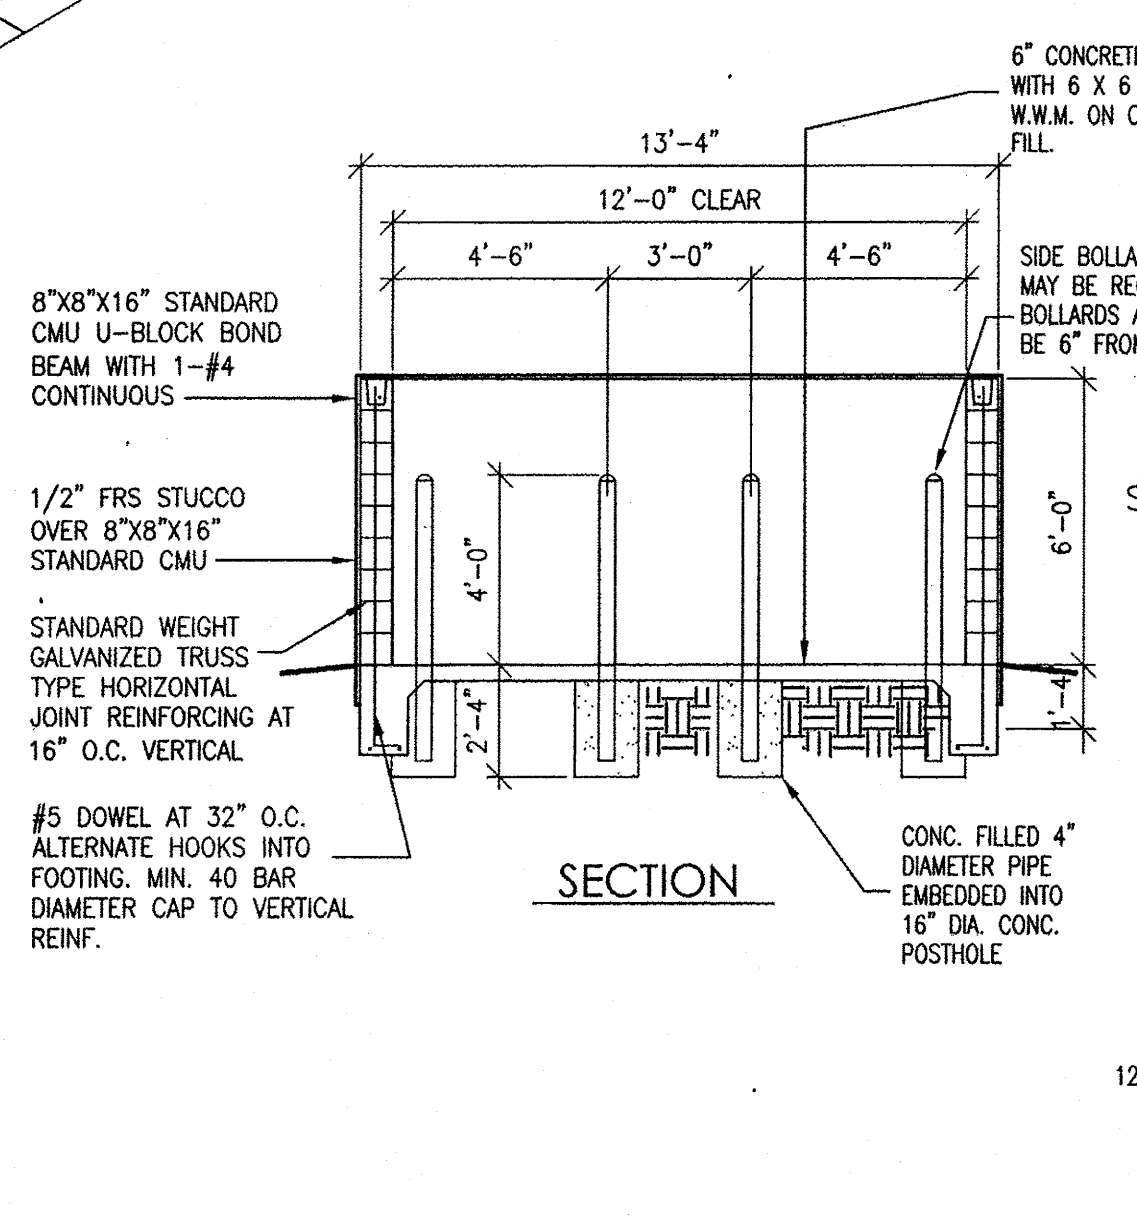 6" CONCRET
WITH 6 X 6
W.W.M. ON
FILL.
13'-4"
12'-0" CLEAR
4'-6"
3'-0"
4'-6"
SIDE BOLLA
MAY BE RE
BOLLARDS
BE 6" FROM
8"X8"X16" STANDARD
CMU U-BLOCK BOND
BEAM WITH 1-#4
CONTINUOUS
1/2" FRS STUCCO
OVER 8"X8"X16"
STANDARD CMU
4'-0"
6'-0"
STANDARD WEIGHT
GALVANIZED TRUSS
TYPE HORIZONTAL
JOINT REINFORCING AT
16" O.C. VERTICAL
2'-4"
1'-4
#5 DOWEL AT 32" O.C.
ALTERNATE HOOKS INTO
FOOTING. MIN. 40 BAR
DIAMETER CAP TO VERTICAL
REINF.
SECTION
CONC. FILLED 4"
DIAMETER PIPE
EMBEDDED INTO
16" DIA. CONC.
POSTHOLE
12